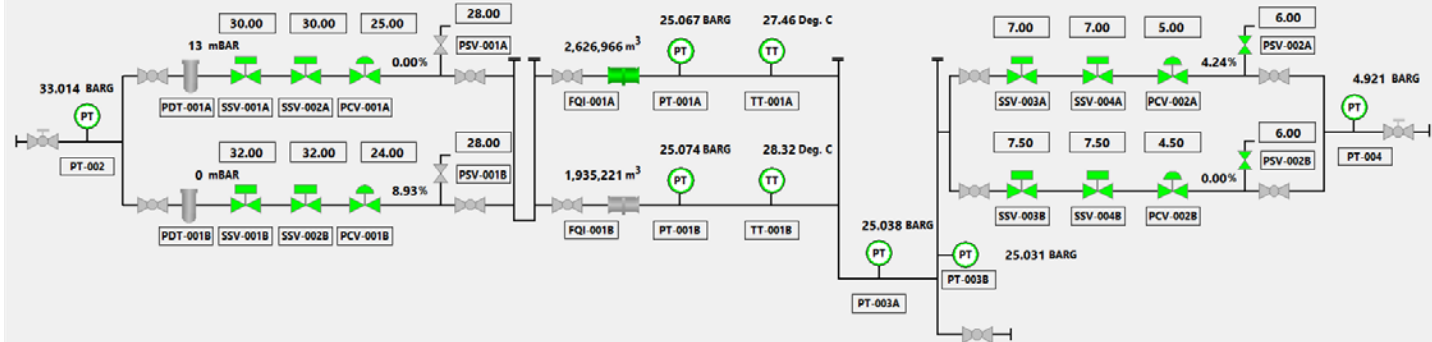 30.00 30.00 25.00 28.00 25.067 BARG 27.46 Deg. C 7.00 7.00 5.00 6.00
13 mBAR 0.00% PSV-001A 2,626,966 m³ PT TT 4.24% PSV-002A
33.014 BARG 4.921 BARG
PT PDT-001A SSV-001A SSV-002A PCV-001A FQI-001A PT-001A TT-001A SSV-003A SSV-004A PCV-002A PT
32.00 32.00 24.00 28.00 25.074 BARG 28.32 Deg. C 7.50 7.50 4.50 6.00
PT-002 PT-004
0 mBAR 8.93% PSV-001B 1,935,221 m³ PT TT 0.00% PSV-002B
PDT-001B SSV-001B SSV-002B PCV-001B FQI-001B PT-001B TT-001B SSV-003B SSV-004B PCV-002B
25.038 BARG
PT PT 25.031 BARG
PT-003A PT-003B